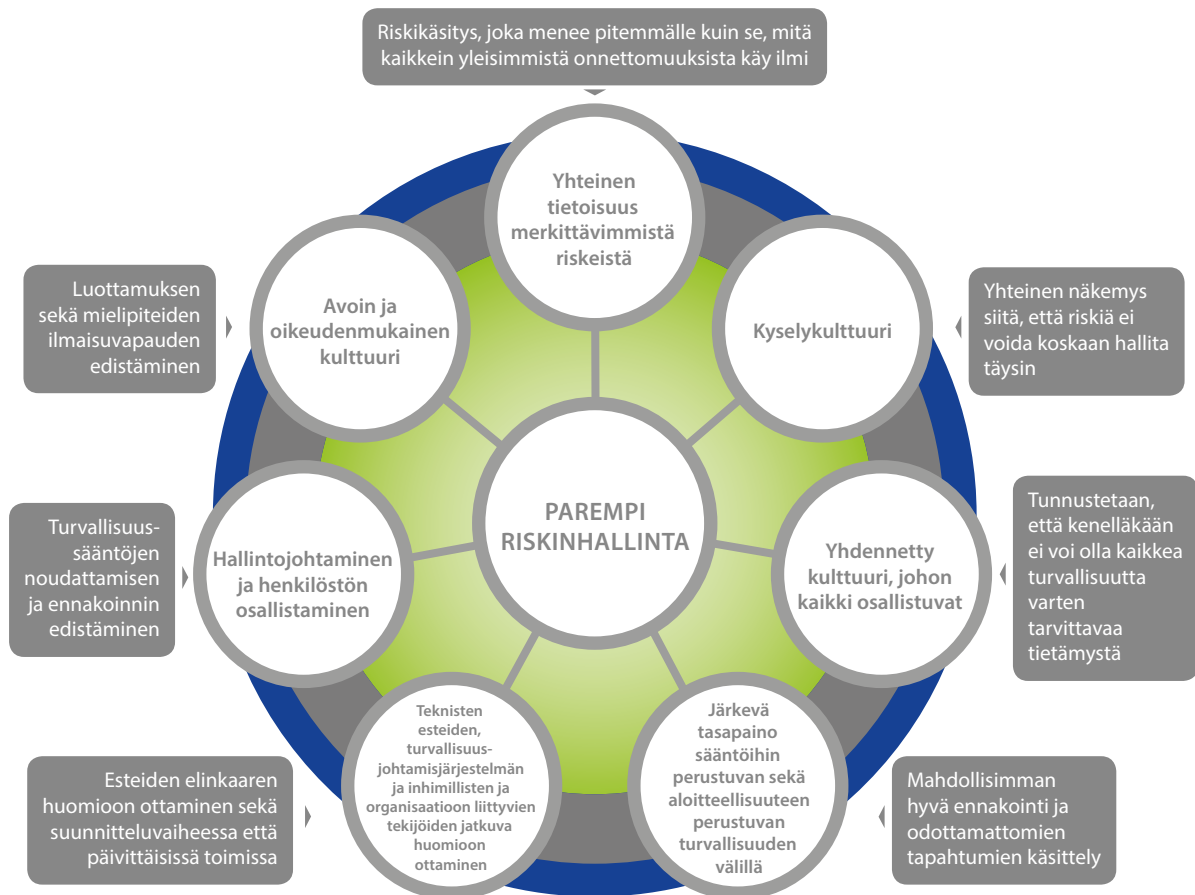 Riskikäsitys, joka menee pitemmälle kuin se, mitä
kaikkein yleisimmistä onnettomuuksista käy ilmi
Yhteinen
tietoisuus
merkittävimmistä
riskeistä
Luottamuksen
sekä mielipiteiden
ilmaisuvapauden
edistäminen
Avoin ja
oikeudenmukainen
kulttuuri
Kyselykulttuuri
Yhteinen näkemys
siitä, että riskiä ei
voida koskaan hallita
täysin
PAREMPI
RISKINHALLINTA
Turvallisuus-
sääntöjen
noudattamisen
ja ennakoinnin
edistäminen
Hallintojohtaminen
ja henkilöstön
osallistaminen
Yhdennetty
kulttuuri, johon
kaikki osallistuvat
Tunnustetaan,
että kenelläkään
ei voi olla kaikkea
turvallisuutta
varten
tarvittavaa
tietämystä
Esteiden elinkaaren
huomioon ottaminen sekä
suunnitteluvaiheessa että
päivittäisissä toimissa
Teknisten
esteiden,
turvallisuus-
johtamisjärjestelmän
ja inhimillisten ja
organisaatioon liittyvien
tekijöiden jatkuva
huomioon
ottaminen
Järkevä
tasapaino
sääntöihin
perustuvan sekä
aloitteellisuuteen
perustuvan
turvallisuuden
välillä
Mahdollisimman
hyvä ennakointi ja
odottamattomien
tapahtumien käsittely